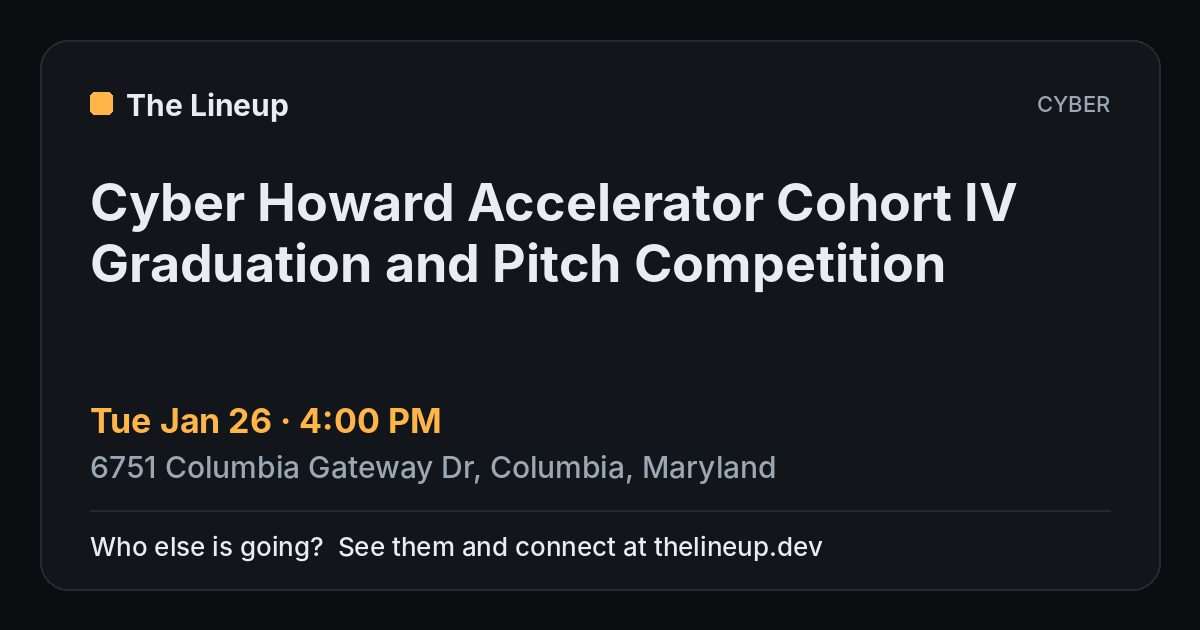 The Lineup
CYBER
Cyber Howard Accelerator Cohort IV
Graduation and Pitch Competition
Tue Jan 26 · 4:00 PM
6751 Columbia Gateway Dr, Columbia, Maryland
Who else is going?  See them and connect at thelineup.dev